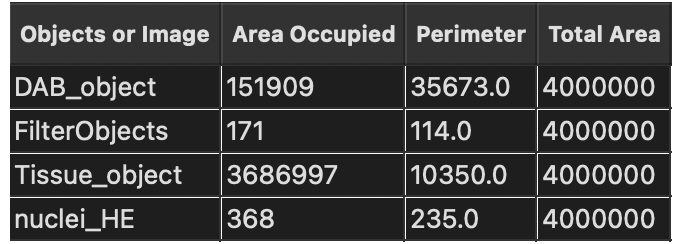 Objects or Image Area Occupied Perimeter Total Area
DAB_object 151909 35673.0 4000000
FilterObjects 171 114.0 4000000
Tissue_object 3686997 10350.0 4000000
nuclei_HE 368 235.0 4000000